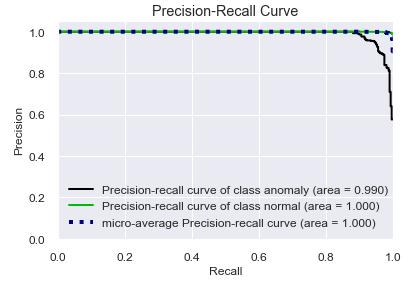 Precision-Recall Curve
1.0
0.8
0.6
0.4
0.2
0.0
Precision
Precision-recall curve of class anomaly (area = 0.990)
Precision-recall curve of class normal (area = 1.000)
micro-average Precision-recall curve (area = 1.000)
0.0 0.2 0.4 0.6 0.8 1.0
Recall